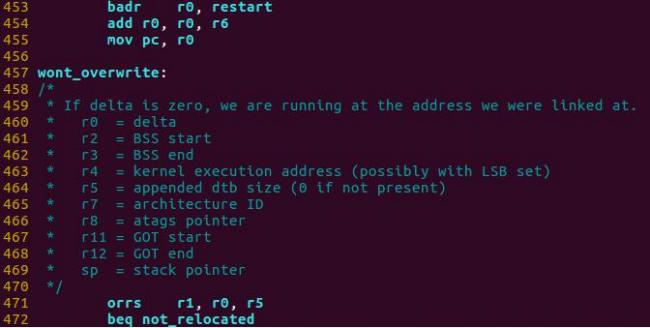 453         badr    r0, restart
454         add r0, r0, r6
455         mov pc, r0
456
457 wont_overwrite:
458 /*
459  * If delta is zero, we are running at the address we were linked at.
460  *   r0  = delta
461  *   r2  = BSS start
462  *   r3  = BSS end
463  *   r4  = kernel execution address (possibly with LSB set)
464  *   r5  = appended dtb size (0 if not present)
465  *   r7  = architecture ID
466  *   r8  = atags pointer
467  *   r11 = GOT start
468  *   r12 = GOT end
469  *   sp  = stack pointer
470  */
471         orrs    r1, r0, r5
472         beq not_relocated